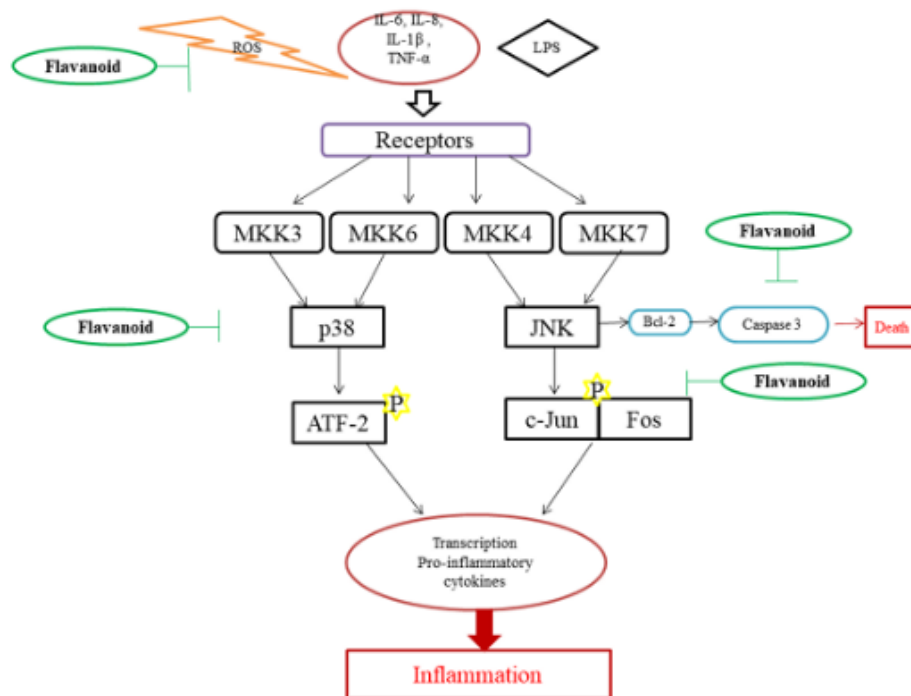 IL-6, IL-8,
IL-1β ,
TNF-α
ROS
LPS
Flavanoid
Receptors
MKK3
MKK6
MKK4
MKK7
Flavanoid
Flavanoid
p38
JNK
Bcl-2
Caspase 3
Death
Flavanoid
P
P
ATF-2
c-Jun
Fos
Transcription
Pro-inflammatory
cytokines
Inflammation